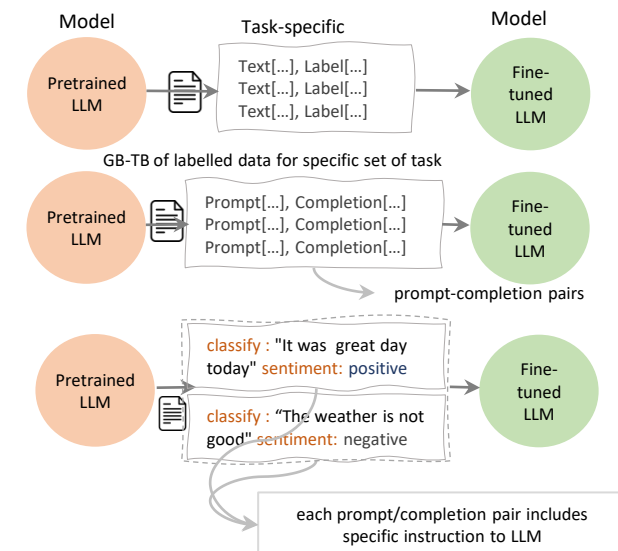 Model
Task-specific
Model
Pretrained
LLM
Text[…], Label[…]
Text[…], Label[…]
Text[…], Label[…]
Fine-
tuned
LLM
GB-TB of labelled data for specific set of task
Pretrained
LLM
Prompt[…], Completion[…]
Prompt[…], Completion[…]
Prompt[…], Completion[…]
Fine-
tuned
LLM
prompt-completion pairs
Pretrained
LLM
classify : "It was great day
today" sentiment: positive
classify : “The weather is not
good" sentiment: negative
Fine-
tuned
LLM
each prompt/completion pair includes
specific instruction to LLM